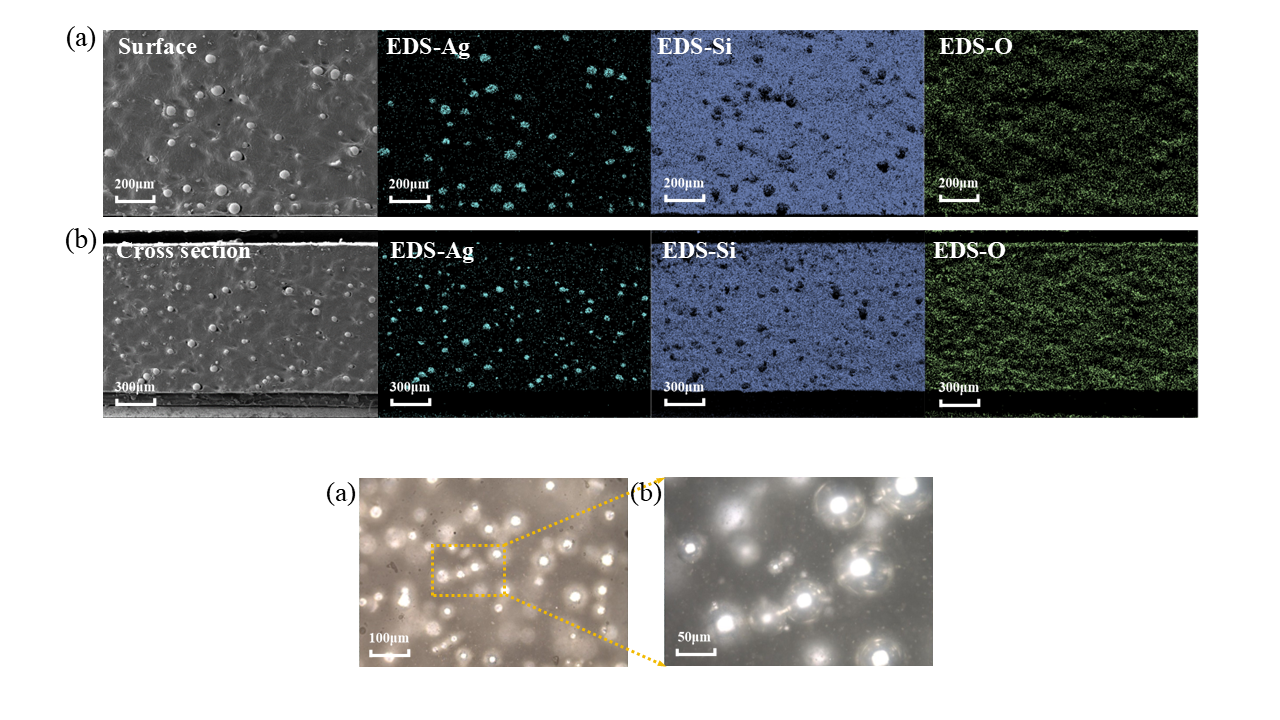 (a)
Surface
EDS-Ag
EDS-Si
EDS-O
200μm
200μm
200μm
200μm
(b)
Cross section
EDS-Ag
EDS-Si
EDS-O
300μm
300μm
300μm
300μm
(a)
(b)
100μm
50μm